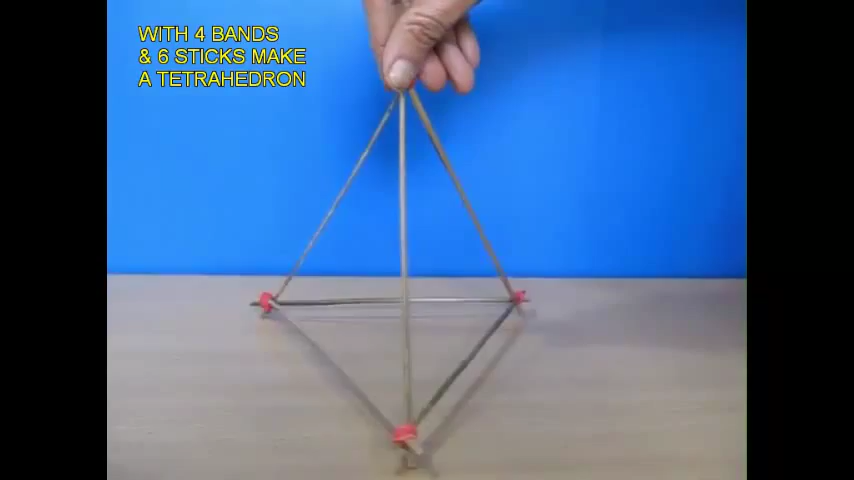 WITH 4 BANDS
& 6 STICKS MAKE
A TETRAHEDRON